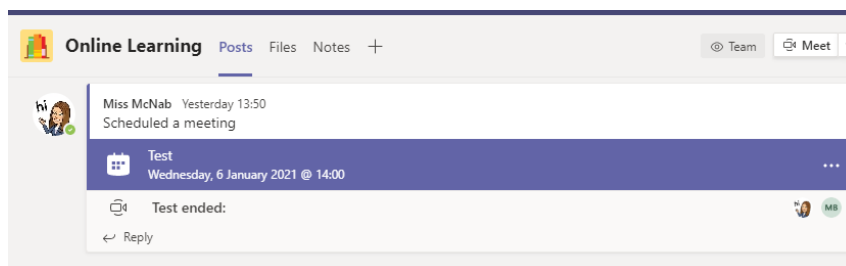 Online Learning Posts Files Notes +
Team Meet
hi
Miss McNab Yesterday 13:50
Scheduled a meeting
Test
Wednesday, 6 January 2021 @ 14:00
Test ended:
MB
Reply